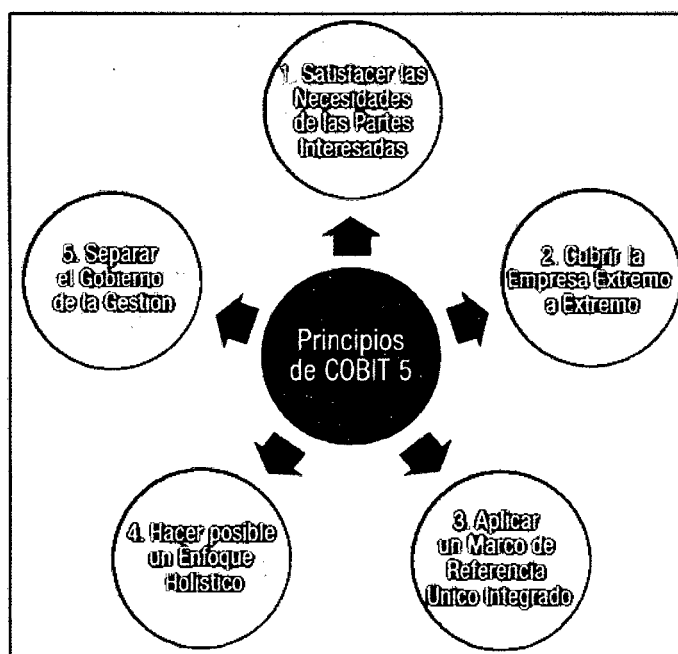 1. Satisfacer las
Necesidades
de las Partes
Interesadas
5. Separar
el Gobierno
de la Gestión
2. Cubrir la
Empresa Extremo
a Extremo
Principios
de COBIT 5
4. Hacer posible
un Enfoque
Holístico
3. Aplicar
un Marco de
Referencia
Único Integrado